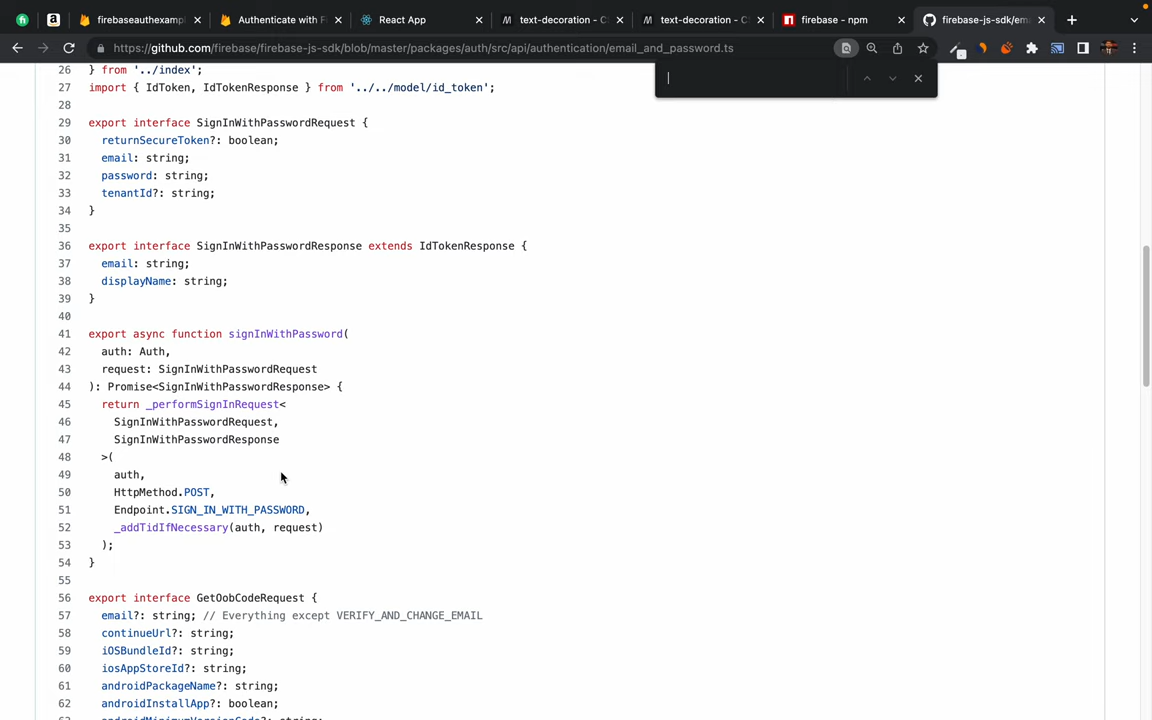 firebaseauthexampl
Authenticate with F
React App
text-decoration - C
text-decoration - C
firebase - npm
firebase-js-sdk/ema
https://github.com/firebase/firebase-js-sdk/blob/master/packages/auth/src/api/authentication/email_and_password.ts
26 } from '../index';
27 import { IdToken, IdTokenResponse } from '../../model/id_token';
28
29 export interface SignInWithPasswordRequest {
30 returnSecureToken?: boolean;
31 email: string;
32 password: string;
33 tenantId?: string;
34 }
35
36 export interface SignInWithPasswordResponse extends IdTokenResponse {
37 email: string;
38 displayName: string;
39 }
40
41 export async function signInWithPassword(
42 auth: Auth,
43 request: SignInWithPasswordRequest
44 ): Promise<SignInWithPasswordResponse> {
45 return _performSignInRequest<
46 SignInWithPasswordRequest,
47 SignInWithPasswordResponse
48 >(
49 auth,
50 HttpMethod.POST,
51 Endpoint.SIGN_IN_WITH_PASSWORD,
52 _addTidIfNecessary(auth, request)
53 );
54 }
55
56 export interface GetOobCodeRequest {
57 email?: string; // Everything except VERIFY_AND_CHANGE_EMAIL
58 continueUrl?: string;
59 iOSBundleId?: string;
60 iosAppStoreId?: string;
61 androidPackageName?: string;
62 androidInstallApp?: boolean;
63 androidMinimumVersionCode?: string;